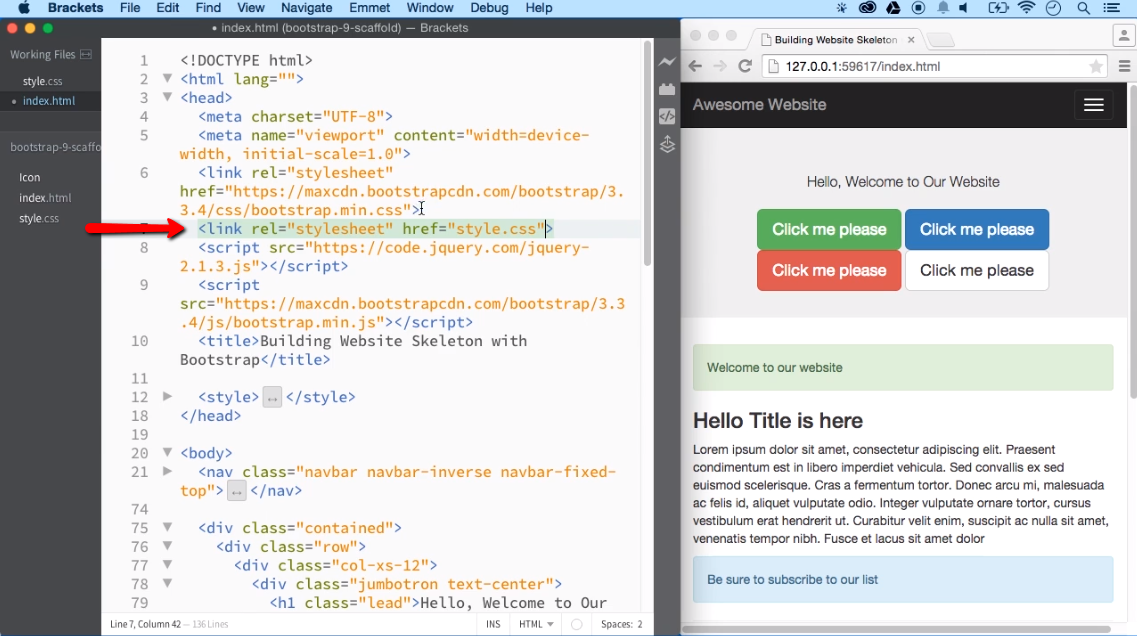 Brackets File Edit Find View Navigate Emmet Window Debug Help
• index.html (bootstrap-9-scaffold) — Brackets
Working Files
style.css
• index.html
bootstrap-9-scaffo
Icon
index.html
style.css
1 <!DOCTYPE html>
2 <html lang="">
3 <head>
4 <meta charset="UTF-8">
5 <meta name="viewport" content="width=device-
width, initial-scale=1.0">
6 <link rel="stylesheet"
href="https://maxcdn.bootstrapcdn.com/bootstrap/3.
3.4/css/bootstrap.min.css">
<link rel="stylesheet" href="style.css">
8 <script src="https://code.jquery.com/jquery-
2.1.3.js"></script>
9 <script
src="https://maxcdn.bootstrapcdn.com/bootstrap/3.3
.4/js/bootstrap.min.js"></script>
10 <title>Building Website Skeleton with
Bootstrap</title>
11
12 <style> </style>
18 </head>
19
20 <body>
21 <nav class="navbar navbar-inverse navbar-fixed-
top"> </nav>
74
75 <div class="contained">
76 <div class="row">
77 <div class="col-xs-12">
78 <div class="jumbotron text-center">
79 <h1 class="lead">Hello, Welcome to Our
Line 7, Column 42 — 136 Lines INS HTML Spaces: 2
Building Website Skeleton
127.0.0.1:59617/index.html
Awesome Website
Hello, Welcome to Our Website
Click me please Click me please
Click me please Click me please
Welcome to our website
Hello Title is here
Lorem ipsum dolor sit amet, consectetur adipiscing elit. Praesent
condimentum est in libero imperdiet vehicula. Sed convallis ex sed
euismod scelerisque. Cras a fermentum tortor. Donec arcu mi, malesuada
ac felis id, aliquet vulputate odio. Integer vulputate ornare tortor, cursus
vestibulum erat hendrerit ut. Curabitur velit enim, suscipit ac nulla sit amet,
venenatis tempor nibh. Fusce et lacus sit amet dolor
Be sure to subscribe to our list